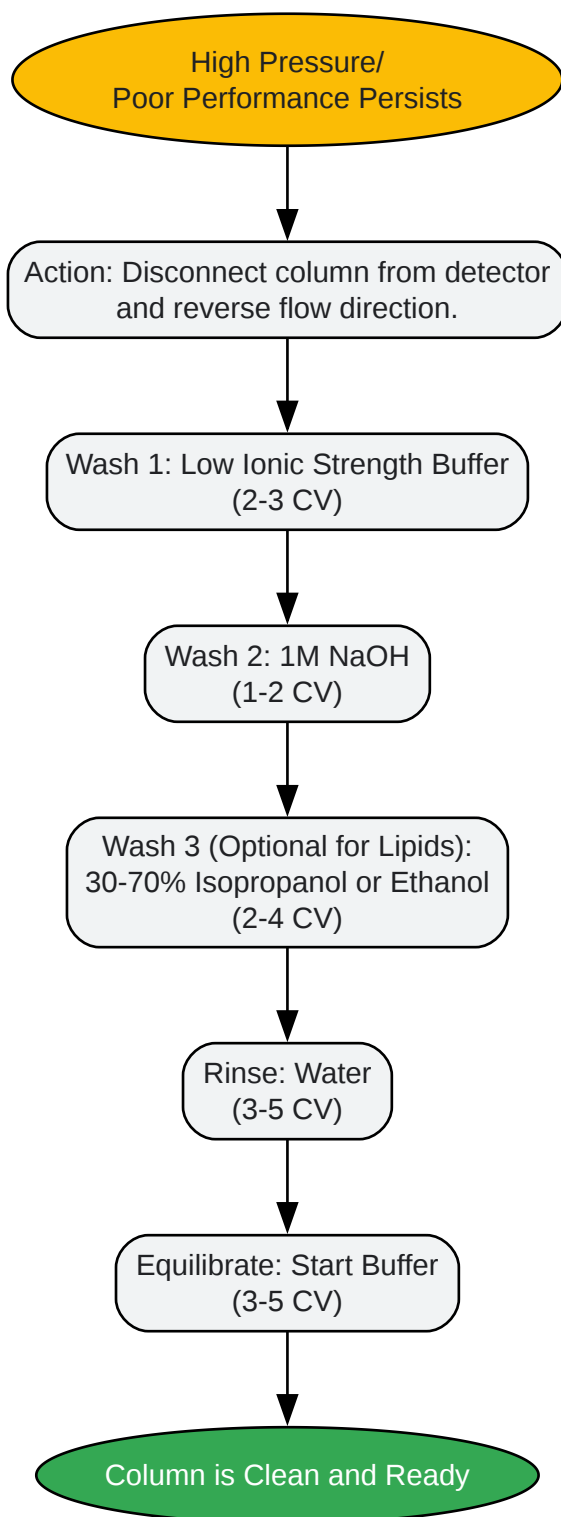 High Pressure/
Poor Performance Persists
Action: Disconnect column from detector
and reverse flow direction.
Wash 1: Low Ionic Strength Buffer
(2-3 CV)
Wash 2: 1M NaOH
(1-2 CV)
Wash 3 (Optional for Lipids):
30-70% Isopropanol or Ethanol
(2-4 CV)
Rinse: Water
(3-5 CV)
Equilibrate: Start Buffer
(3-5 CV)
Column is Clean and Ready